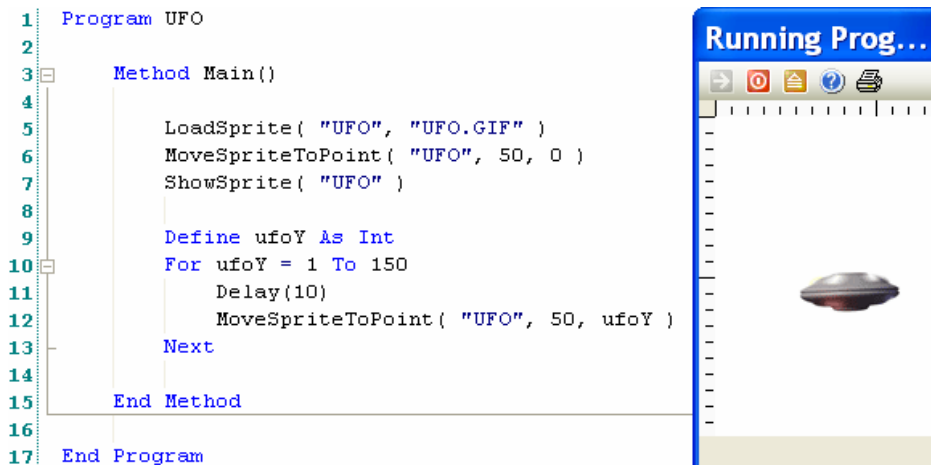 1 Program UFO
2
3 Method Main()
4
5 LoadSprite( "UFO", "UFO.GIF" )
6 MoveSpriteToPoint( "UFO", 50, 0 )
7 ShowSprite( "UFO" )
8
9 Define ufoY As Int
10 For ufoY = 1 To 150
11 Delay(10)
12 MoveSpriteToPoint( "UFO", 50, ufoY )
13 Next
14
15 End Method
16
17 End Program
Running Prog...